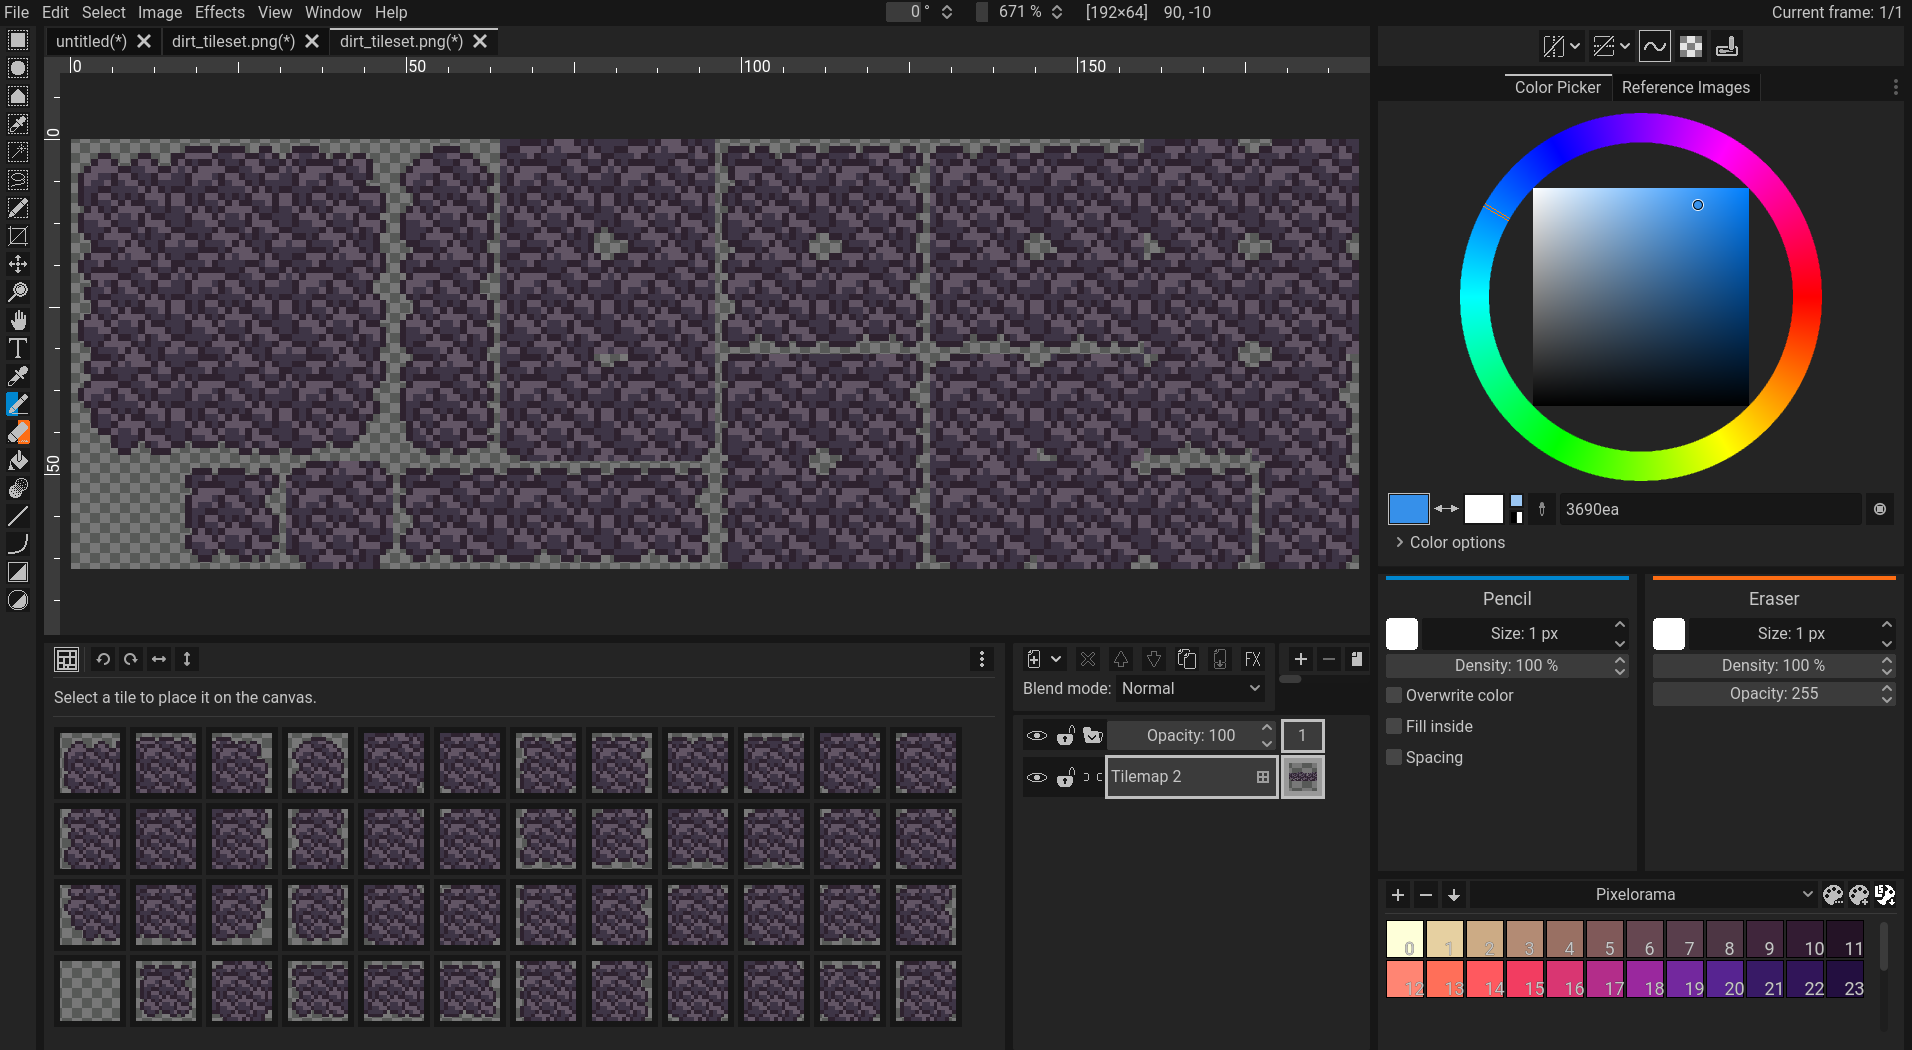 File Edit Select Image Effects View Window Help
0 °
671 %
[192×64] 90, -10
Current frame: 1/1
untitled(*)
dirt_tileset.png(*)
dirt_tileset.png(*)
0 50 100 150
0
50
Color Picker
Reference Images
3690ea
Color options
Pencil
Size: 1 px
Density: 100 %
Overwrite color
Fill inside
Spacing
Eraser
Size: 1 px
Density: 100 %
Opacity: 255
Select a tile to place it on the canvas.
FX
Blend mode: Normal
Opacity: 100
1
Tilemap 2
Pixelorama
0 1 2 3 4 5 6 7 8 9 10 11
12 13 14 15 16 17 18 19 20 21 22 23